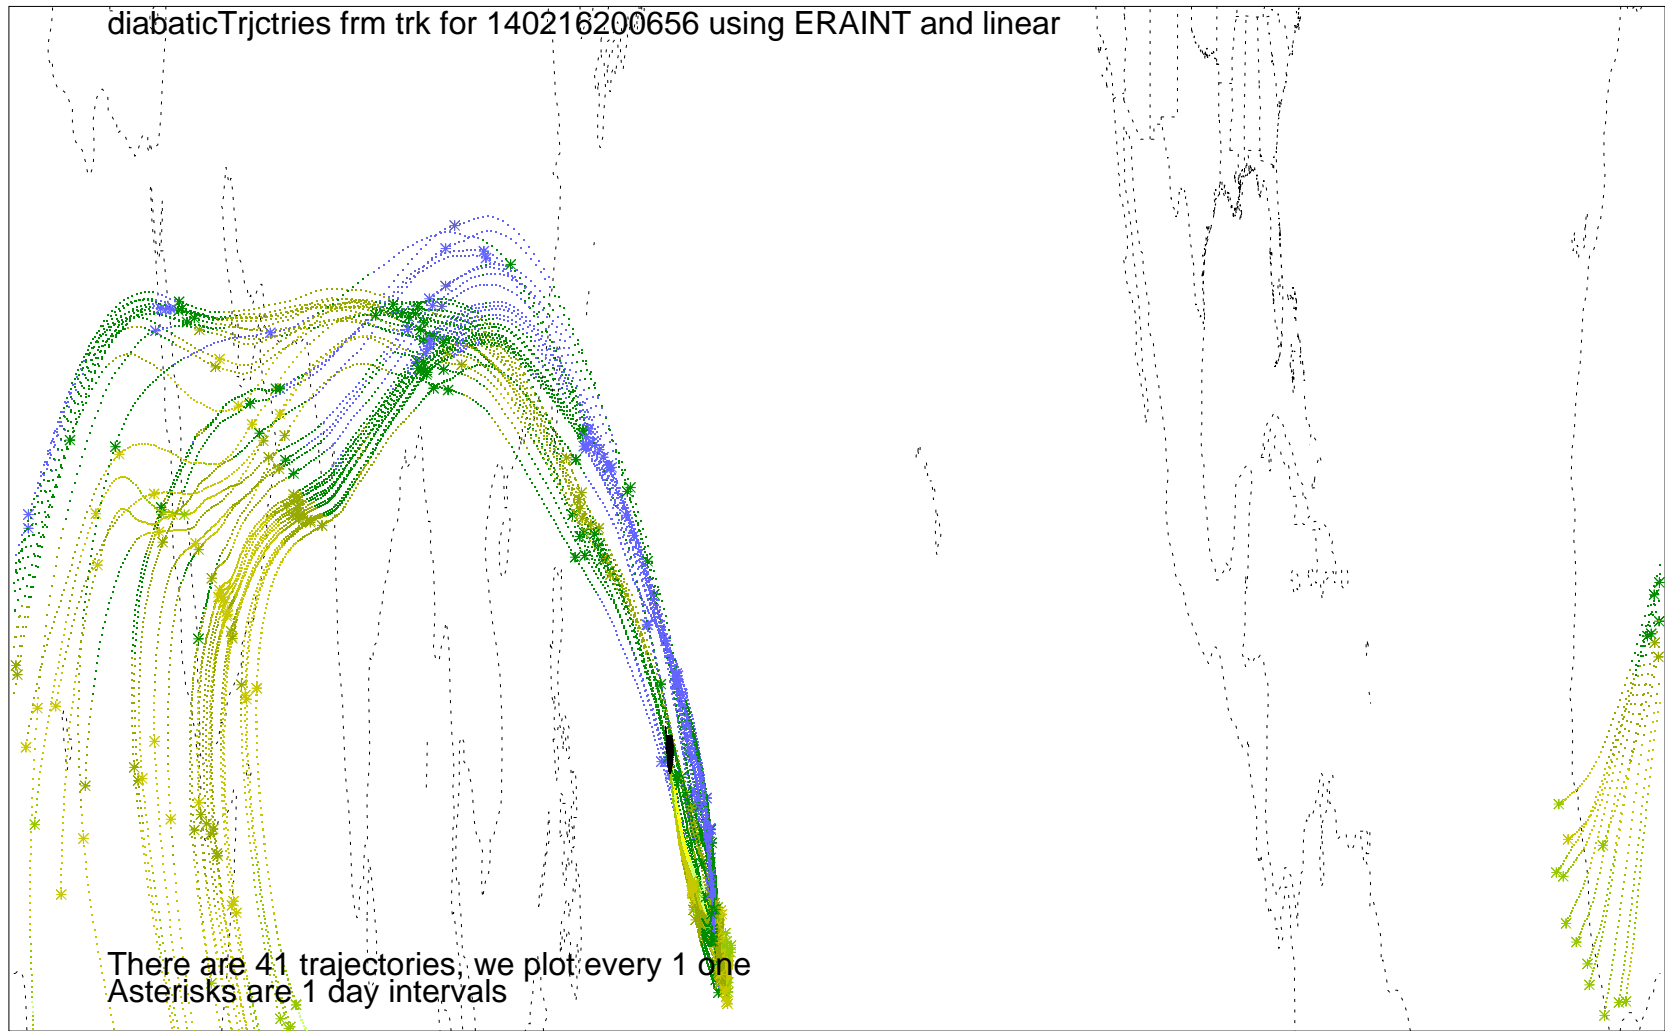 diabaticTrjctries frm trk for 140216200656 using ERAINT and linear
There are 41 trajectories, we plot every 1 one
Asterisks are 1 day intervals